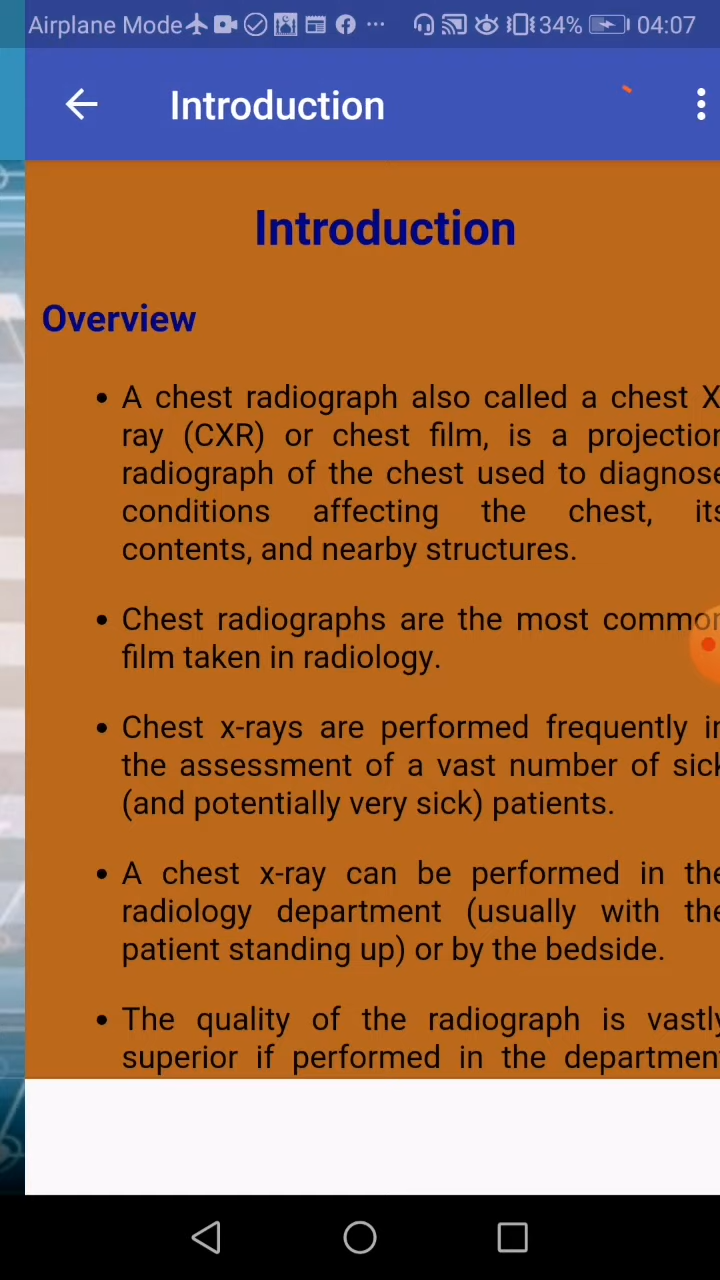 Airplane Mode 34% 04:07
Introduction
Introduction
Overview
• A chest radiograph also called a chest X
ray (CXR) or chest film, is a projection
radiograph of the chest used to diagnose
conditions affecting the chest, its
contents, and nearby structures.
• Chest radiographs are the most common
film taken in radiology.
• Chest x-rays are performed frequently in
the assessment of a vast number of sick
(and potentially very sick) patients.
• A chest x-ray can be performed in the
radiology department (usually with the
patient standing up) or by the bedside.
• The quality of the radiograph is vastly
superior if performed in the department